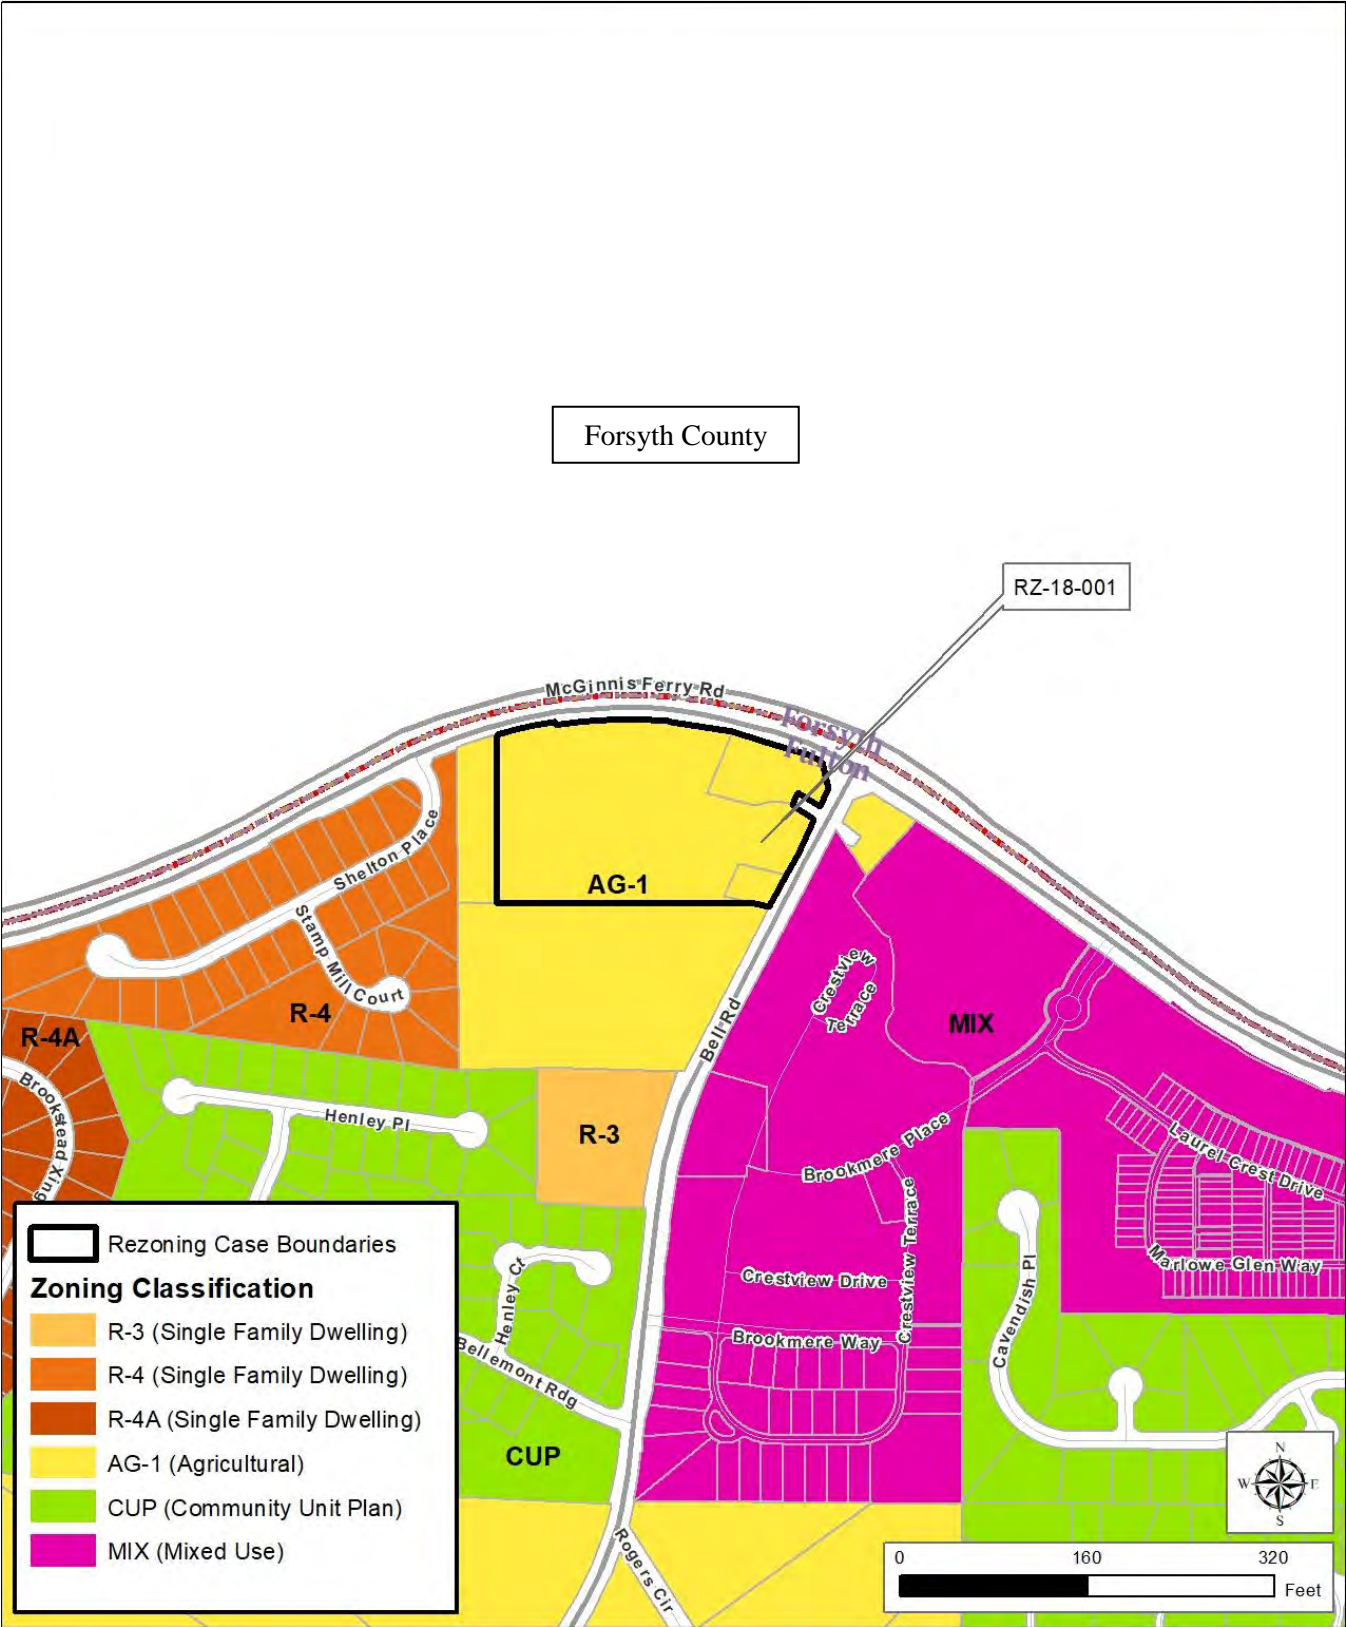 Forsyth County
RZ-18-001
McGinnis Ferry Rd
Forsyth
Fulton
Shelton Place
AG-1
Stamp Mill Court
R-4
Crestview
Terrace
Bell Rd
MIX
R-4A
Brookstead Xing
Henley Pl
R-3
Brookmere Place
Laurel Crest Drive
Crestview Terrace
Marlowe Glen Way
Cavendish Pl
Crestview Drive
Henley Ct
Brookmere Way
Bellemont Rdg
CUP
Rogers Cir
Rezoning Case Boundaries
Zoning Classification
R-3 (Single Family Dwelling)
R-4 (Single Family Dwelling)
R-4A (Single Family Dwelling)
AG-1 (Agricultural)
CUP (Community Unit Plan)
MIX (Mixed Use)
N
W E
S
0 160 320
Feet